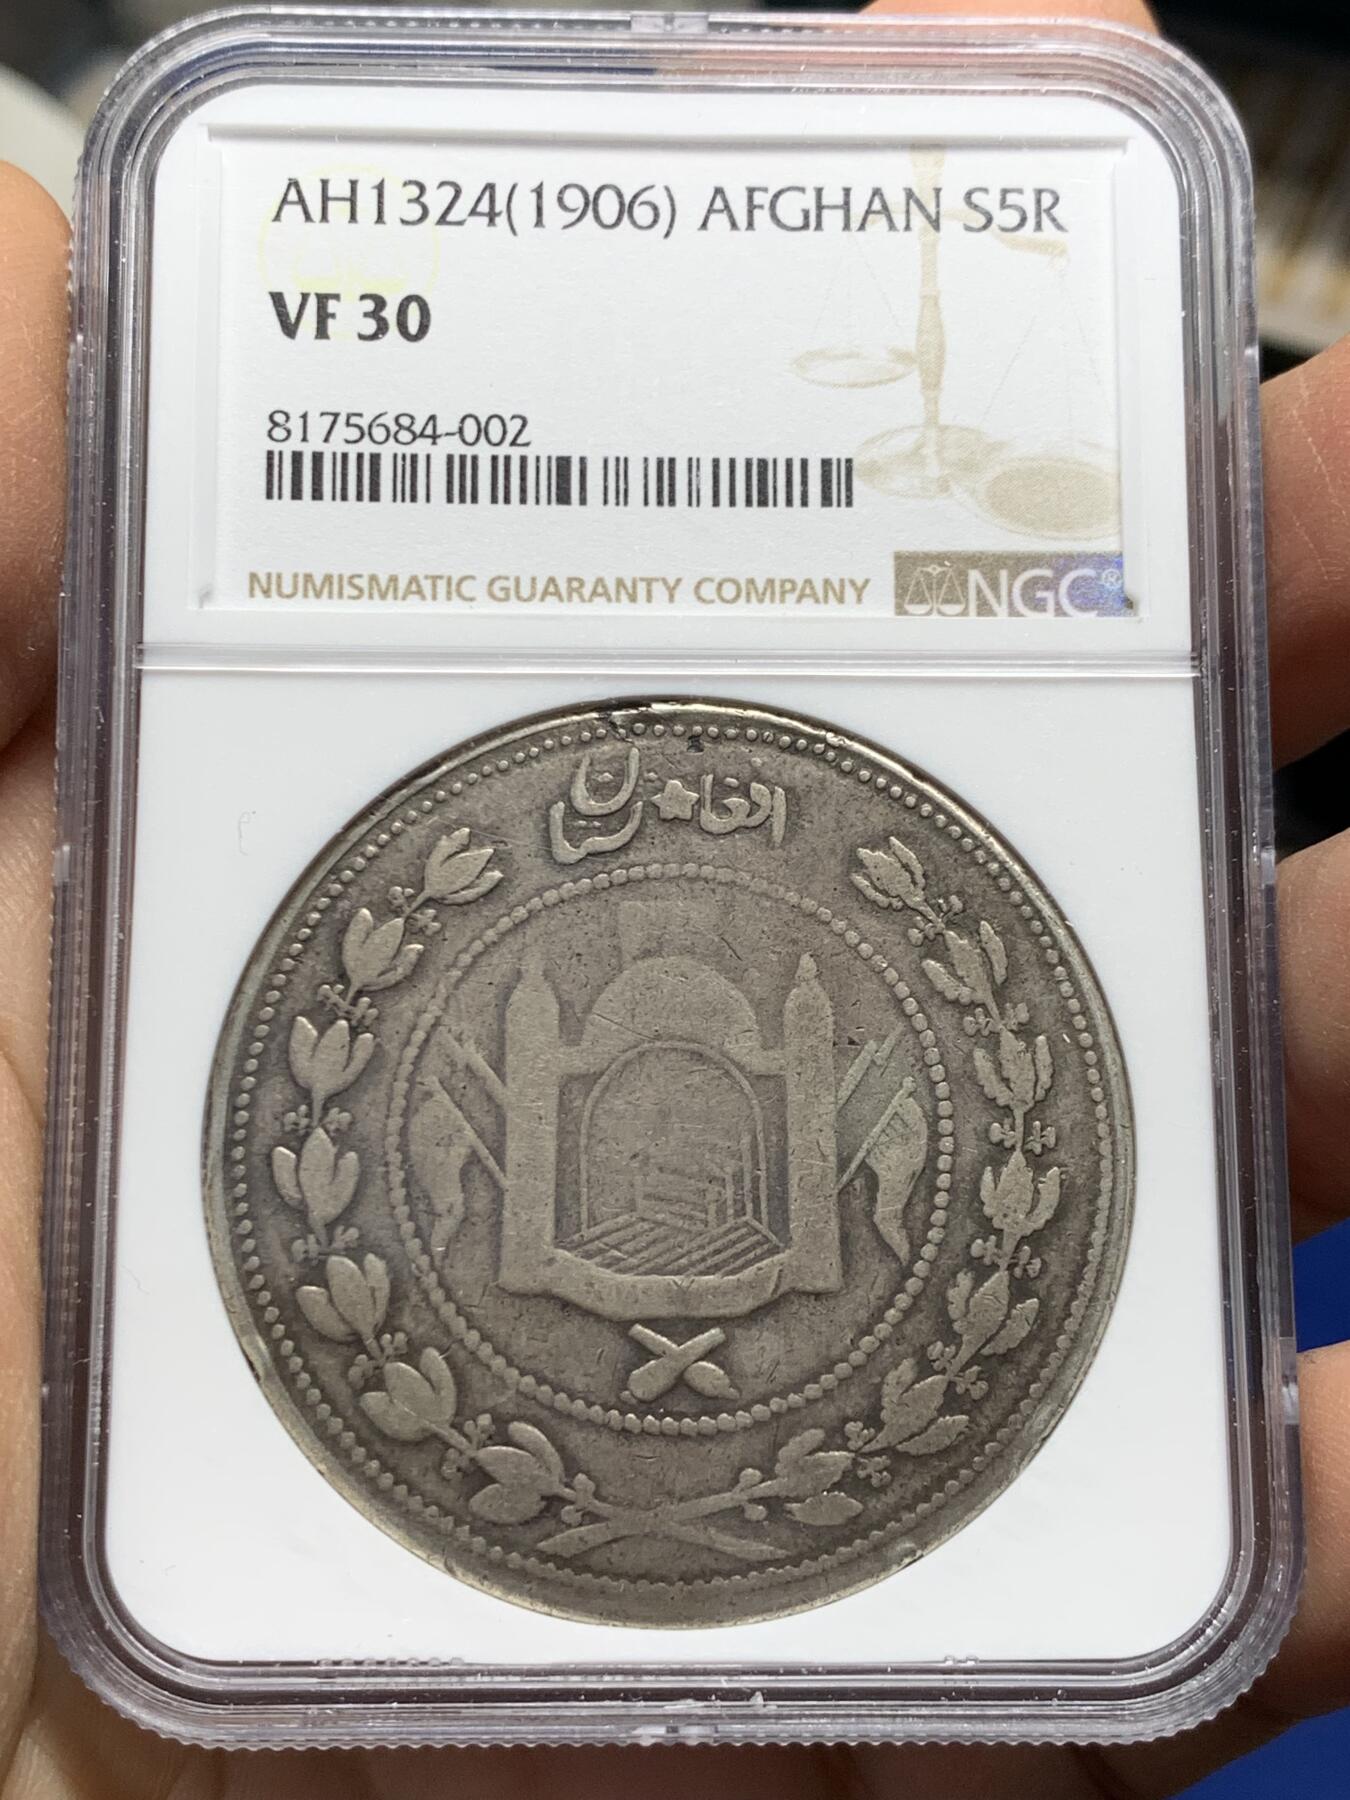 AH1324(1906) AFGHAN S5R
VF 30
8175684-002
NUMISMATIC GUARANTY COMPANY
NGC®
افغانستان